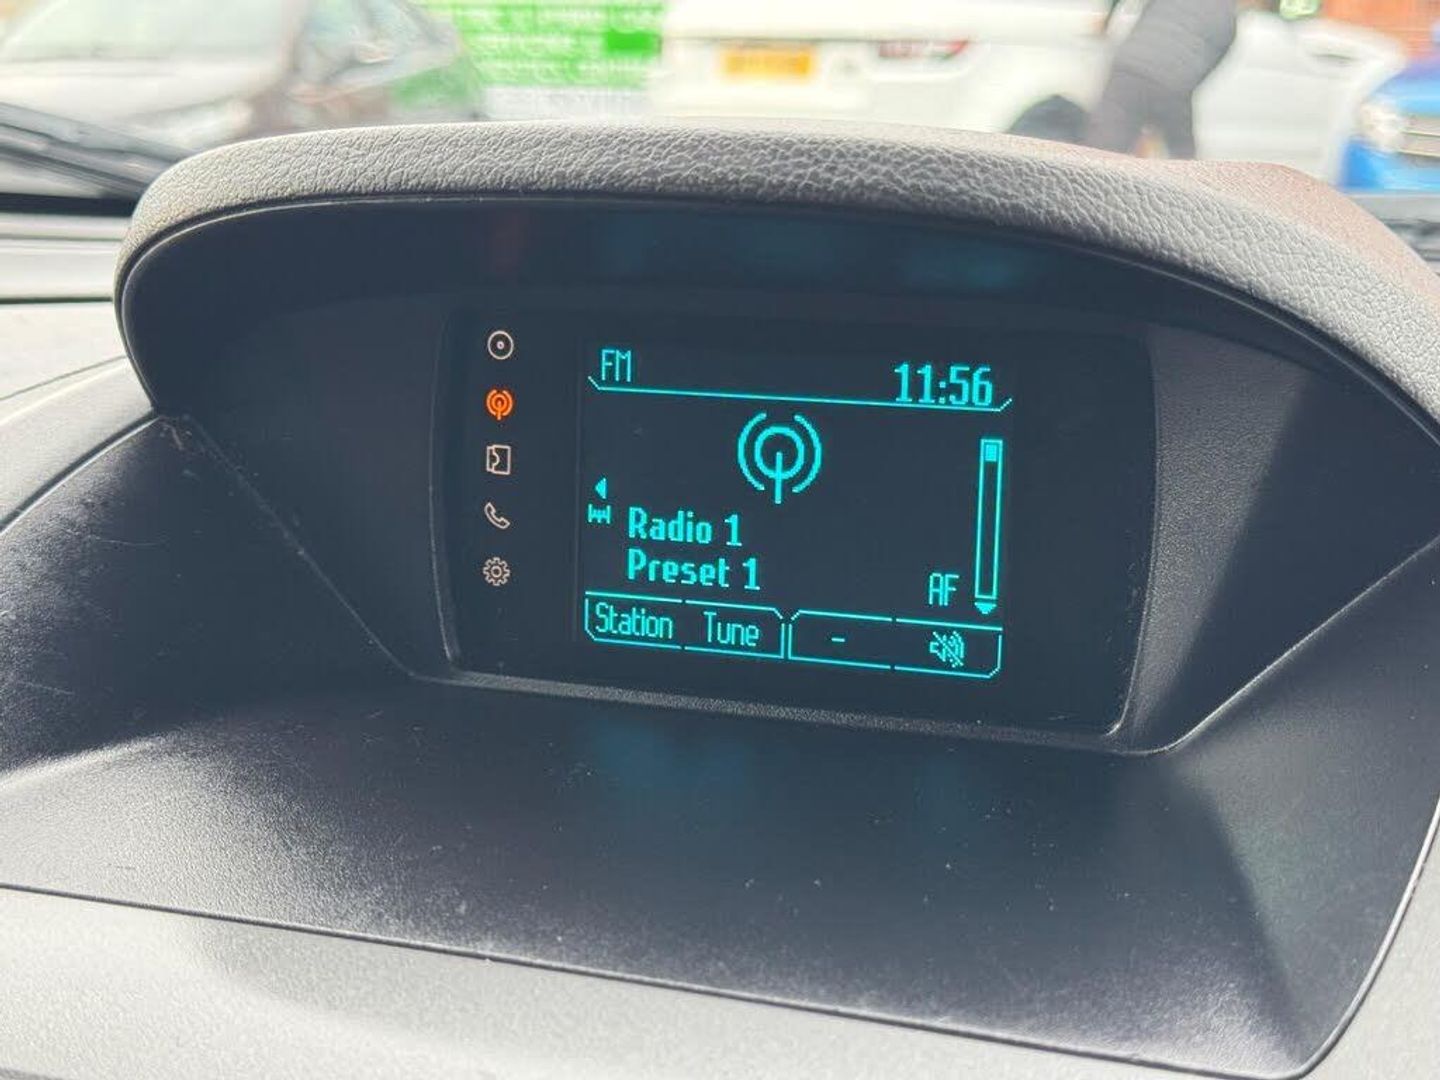 FM 11:56
Radio 1
Preset 1
AF
Station Tune -